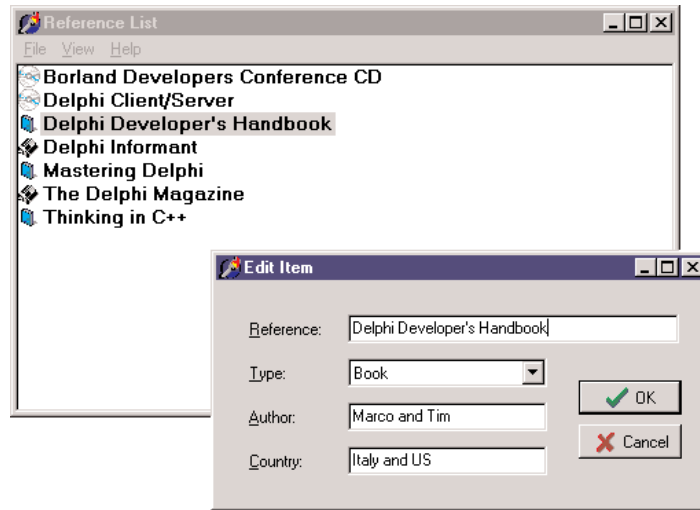 Reference List
File View Help
Borland Developers Conference CD
Delphi Client/Server
Delphi Developer's Handbook
Delphi Informant
Mastering Delphi
The Delphi Magazine
Thinking in C++
Edit Item
Reference: Delphi Developer's Handbook
Type: Book
Author: Marco and Tim
Country: Italy and US
OK
Cancel